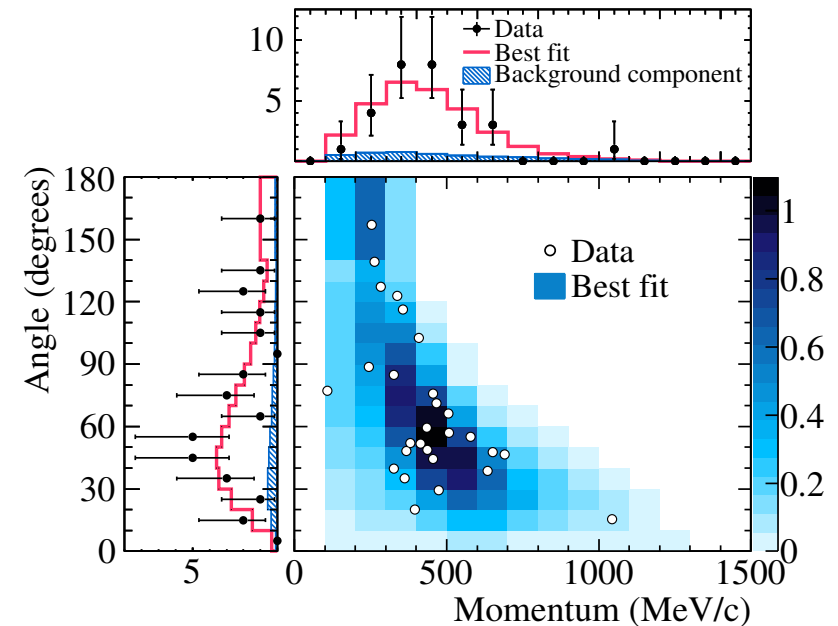 10
5
Data
Best fit
Background component
180
150
120
90
60
30
0
Angle (degrees)
5
Data
Best fit
1
0.8
0.6
0.4
0.2
0
0
500
1000
1500
Momentum (MeV/c)